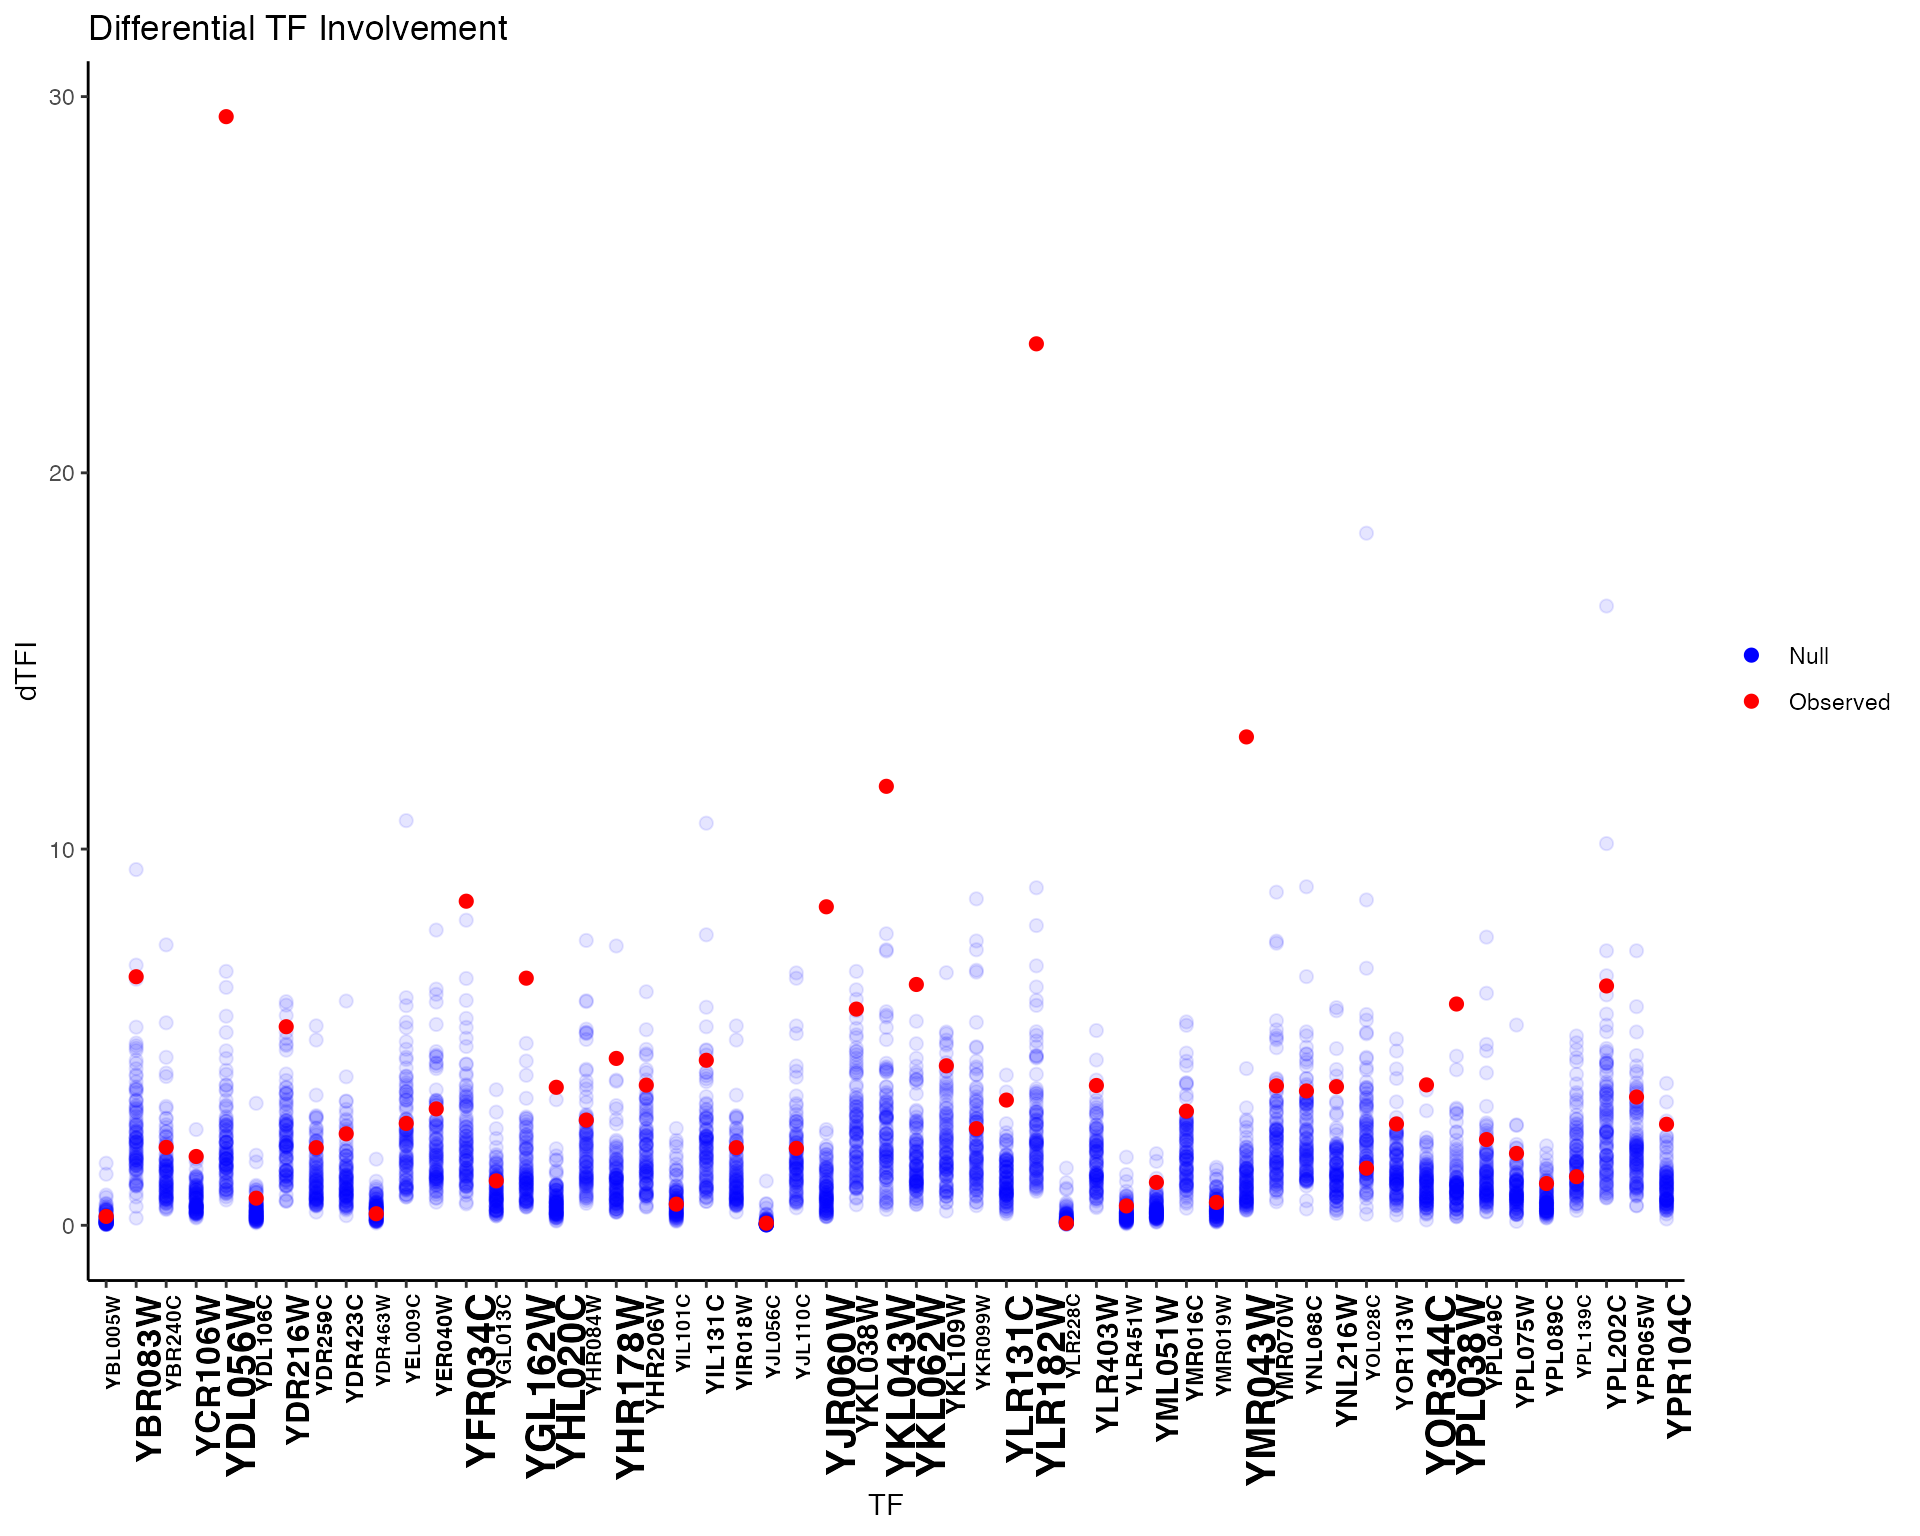 Differential TF Involvement
30
20
10
0
dTFI
Null
Observed
YBL005W
YBR083W
YBR240C
YCR106W
YDL056W
YDL106C
YDR216W
YDR259C
YDR423C
YDR463W
YEL009C
YER040W
YFR034C
YGL013C
YGL162W
YHL020C
YHR084W
YHR178W
YHR206W
YIL101C
YIL131C
YIR018W
YJL056C
YJL110C
YJR060W
YKL038W
YKL043W
YKL062W
YKL109W
YKR099W
YLR131C
YLR182W
YLR228C
YLR403W
YLR451W
YML051W
YMR016C
YMR019W
YMR043W
YMR070W
YNL068C
YNL216W
YOL028C
YOR113W
YOR344C
YPL038W
YPL049C
YPL075W
YPL089C
YPL139C
YPL202C
YPR065W
YPR104C
TF